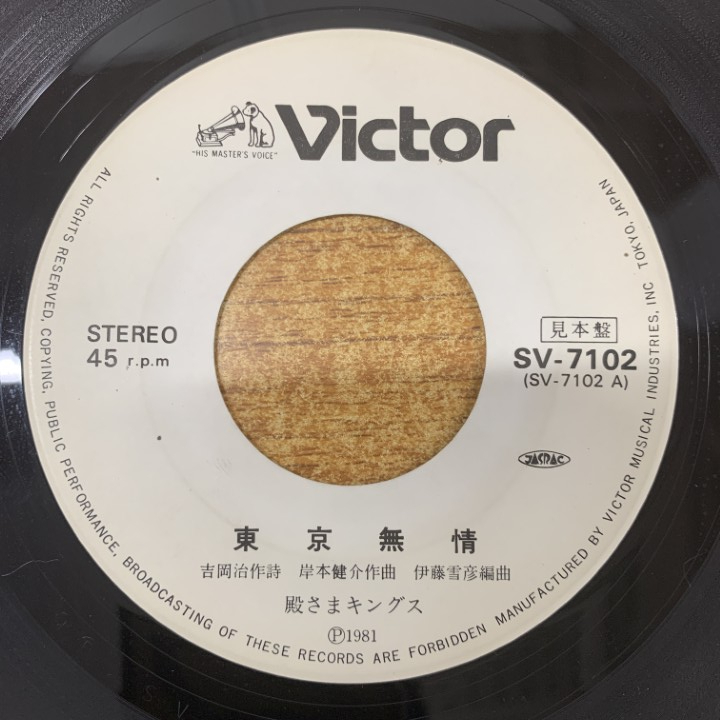 "HIS MASTER'S VOICE"
Victor
STEREO
45 r.p.m
見本盤
SV-7102
(SV-7102 A)
JASRAC
東京無情
吉岡治作詩 岸本健介作曲 伊藤雪彦編曲
殿さまキングス
Ⓟ1981
ALL RIGHTS RESERVED, COPYING, PUBLIC PERFORMANCE, BROADCASTING OF THESE RECORDS ARE FORBIDDEN MANUFACTURED BY VICTOR MUSICAL INDUSTRIES, INC TOKYO, JAPAN